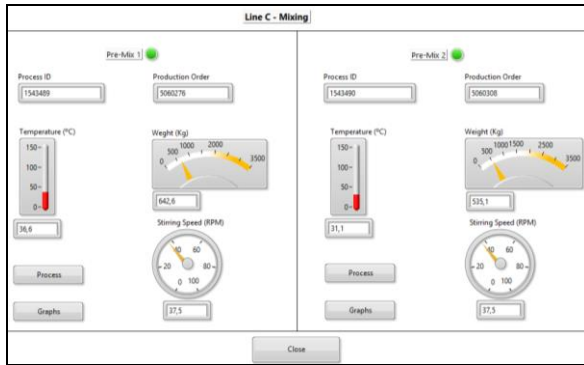 Line C - Mixing
Pre-Mix 1
Process ID
Production Order
1543489
5060276
Temperature (ºC)
Weght (Kg)
150
100
50
0
0
500
1000
2000
3500
36,6
642,6
Stirring Speed (RPM)
0
20
40
60
80
100
37,5
Process
Graphs
Pre-Mix 2
Process ID
Production Order
1543490
5060308
Temperature (ºC)
Weight (Kg)
150
100
50
0
0
500
1000
1500
2500
3500
31,1
535,1
Stirring Speed (RPM)
0
20
40
60
80
100
37,5
Process
Graphs
Close